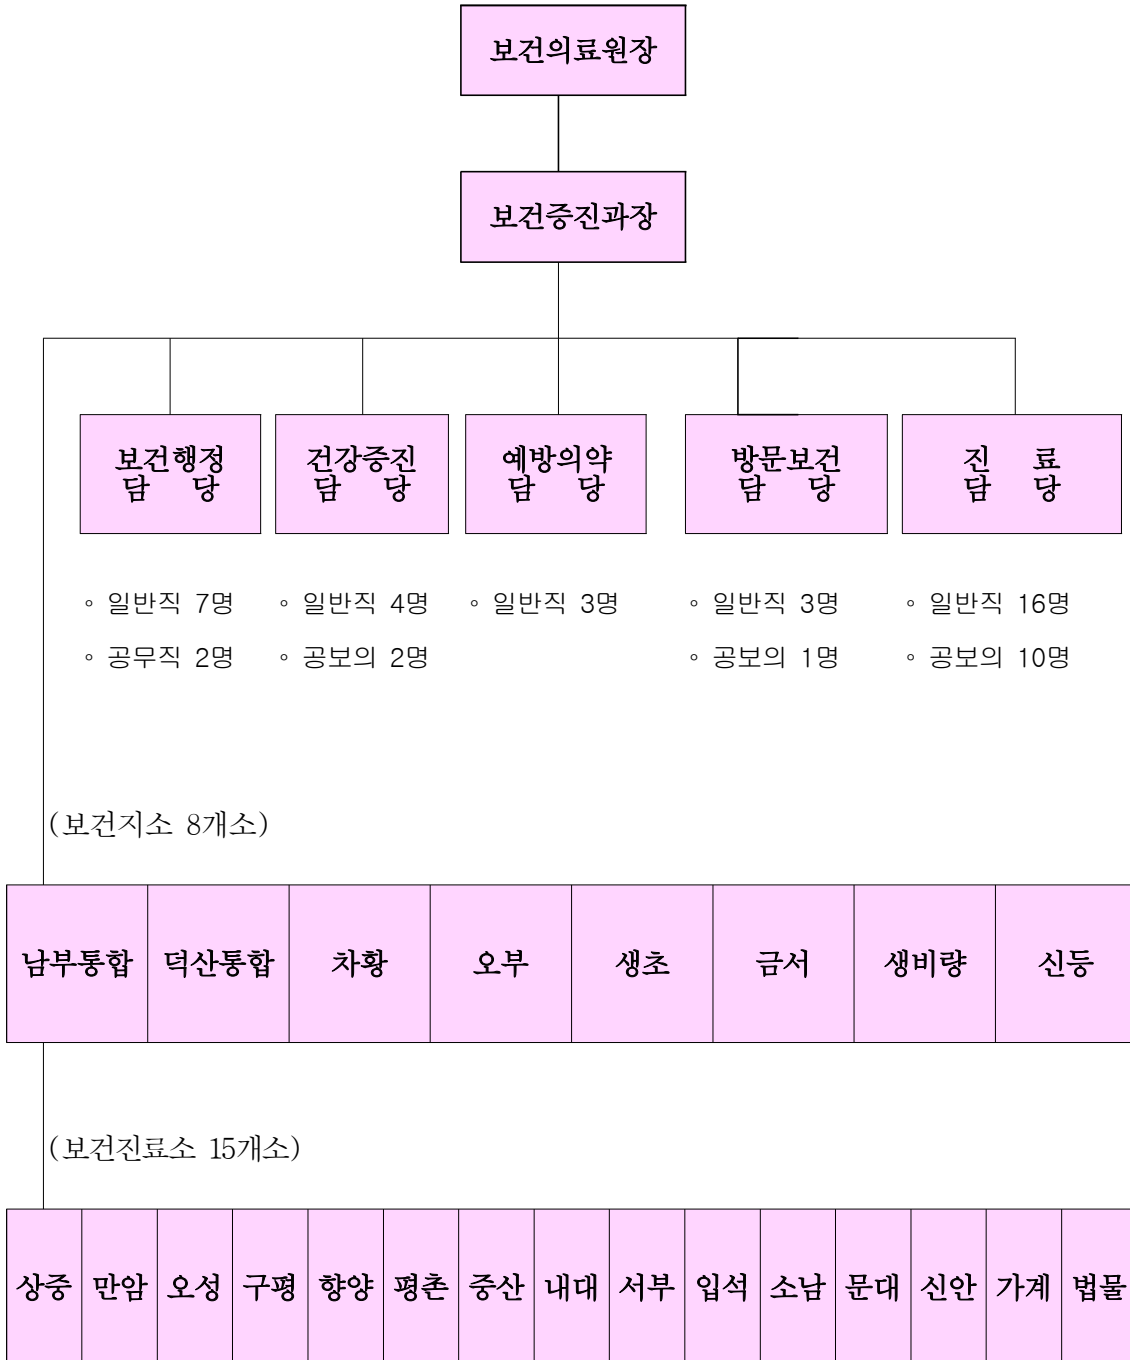 보건의료원장
보건증진과장
보건행정
담 당
건강증진
담 당
예방의약
담 당
방문보건
담 당
진 료
담 당
◦ 일반직 7명
◦ 공무직 2명
◦ 일반직 4명
◦ 공보의 2명
◦ 일반직 3명
◦ 일반직 3명
◦ 공보의 1명
◦ 일반직 16명
◦ 공보의 10명
(보건지소 8개소)
남부통합 덕산통합 차황 오부 생초 금서 생비량 신등
(보건진료소 15개소)
상중 만암 오성 구평 향양 평촌 중산 내대 서부 입석 소남 문대 신안 가계 법물